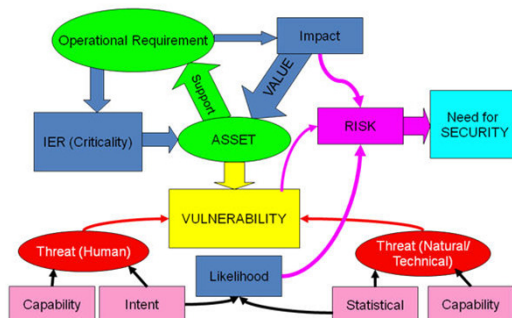 Operational Requirement
Impact
Support
VALUE
IER (Criticality)
ASSET
RISK
Need for
SECURITY
VULNERABILITY
Threat (Human)
Threat (Natural/
Technical)
Likelihood
Capability
Intent
Statistical
Capability